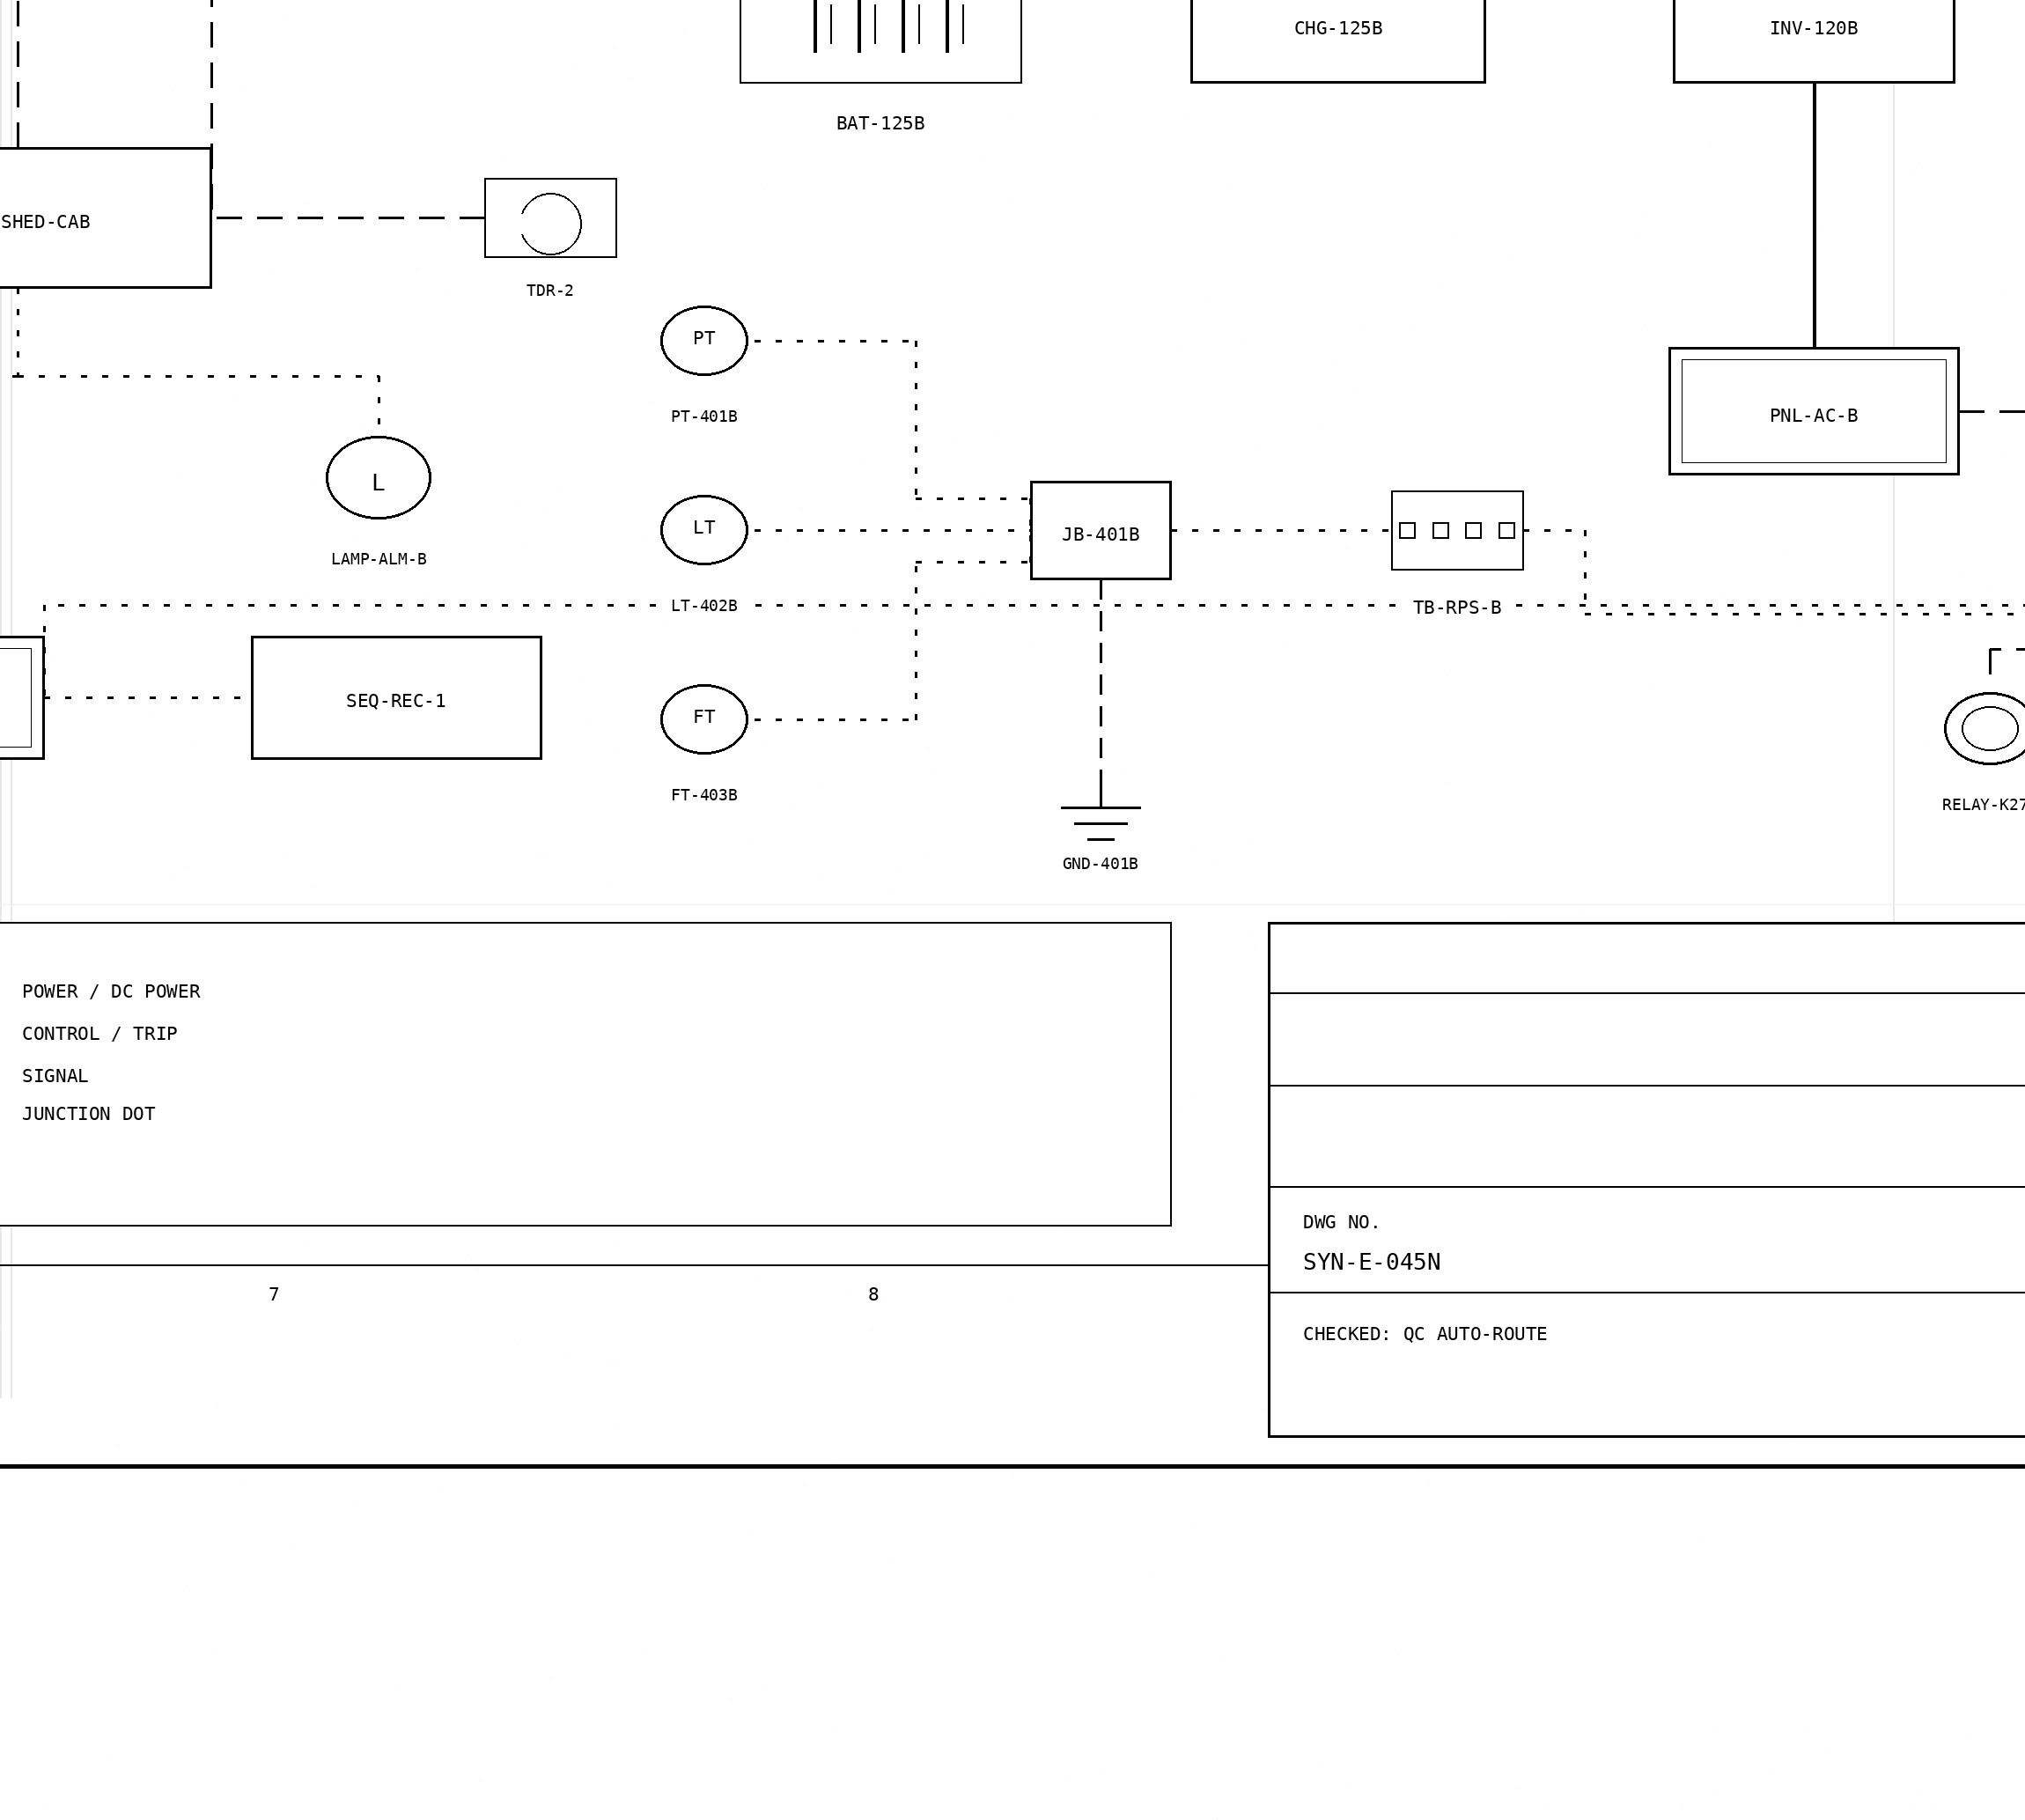 CHG-125B
INV-120B
BAT-125B
SHED-CAB
TDR-2
PT
PT-401B
PNL-AC-B
L
LAMP-ALM-B
LT
LT-402B
JB-401B
TB-RPS-B
SEQ-REC-1
FT
FT-403B
RELAY-K27
GND-401B
POWER / DC POWER
CONTROL / TRIP
SIGNAL
JUNCTION DOT
DWG NO.
SYN-E-045N
7
8
CHECKED: QC AUTO-ROUTE